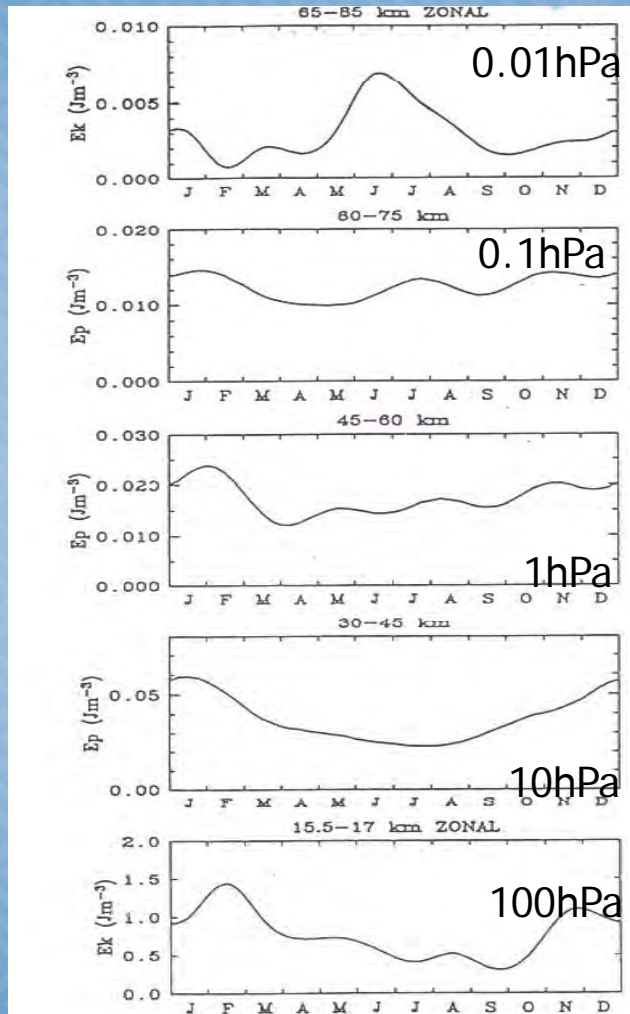 65-85 km ZONAL
0.01hPa
Ek (Jm⁻³)
0.010
0.005
0.000
J F M A M J J A S O N D
60-75 km
0.1hPa
Ep (Jm⁻³)
0.020
0.010
0.000
J F M A M J J A S O N D
45-60 km
Ep (Jm⁻³)
0.030
0.020
0.010
0.000
1hPa
J F M A M J J A S O N D
30-45 km
Ep (Jm⁻³)
0.05
0.00
10hPa
J F M A M J J A S O N D
15.5-17 km ZONAL
Ek (Jm⁻³)
2.0
1.5
1.0
0.5
0.0
100hPa
J F M A M J J A S O N D